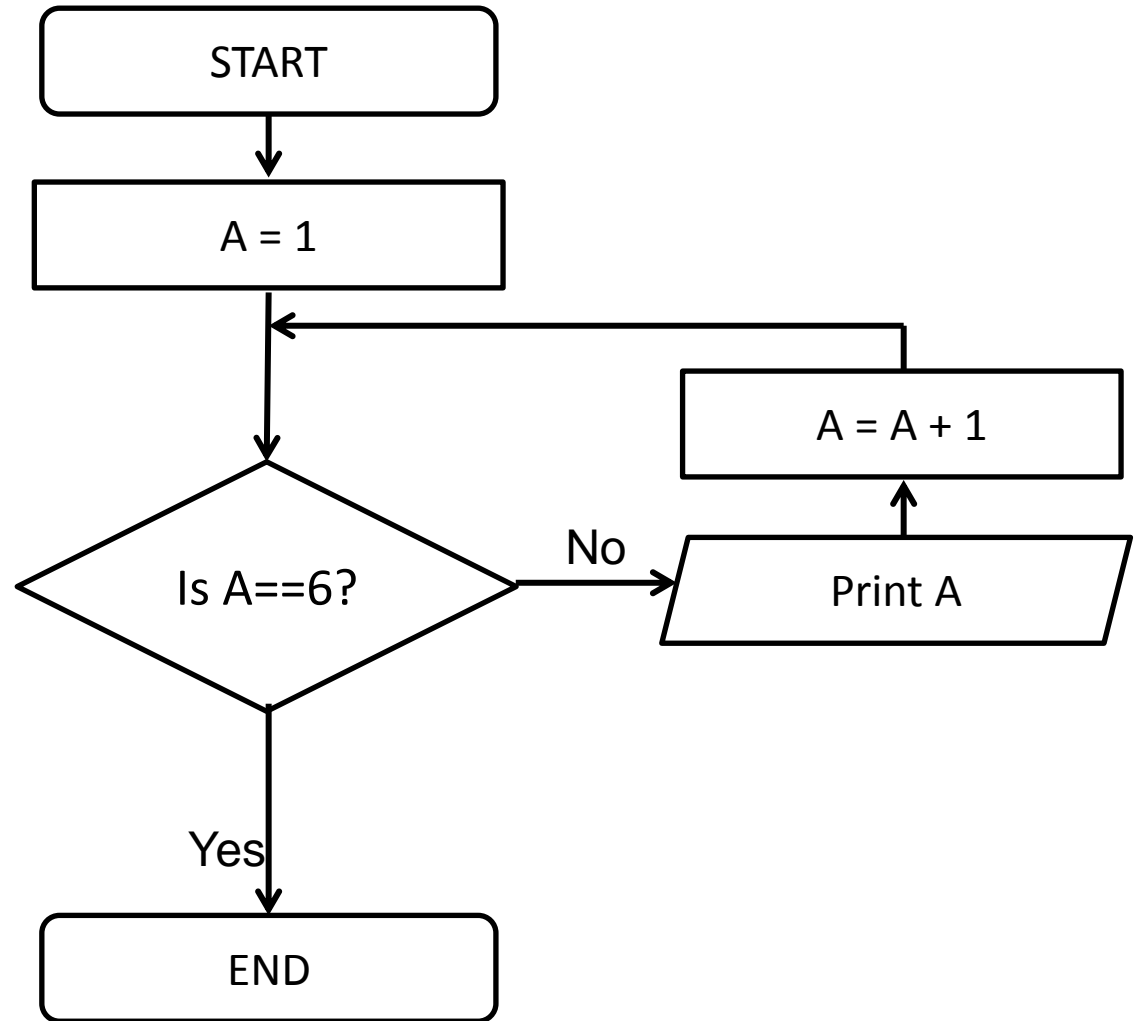 START
A = 1
A = A + 1
No
Is A==6?
Print A
Yes
END